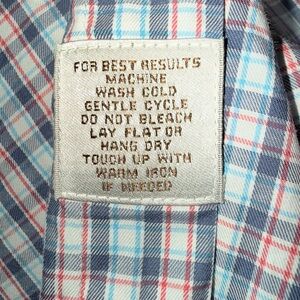 FOR BEST RESULTS
MACHINE
WASH COLD
GENTLE CYCLE
DO NOT BLEACH
LAY FLAT OR
HANG DRY
TOUCH UP WITH
WARM IRON
IF NEEDED